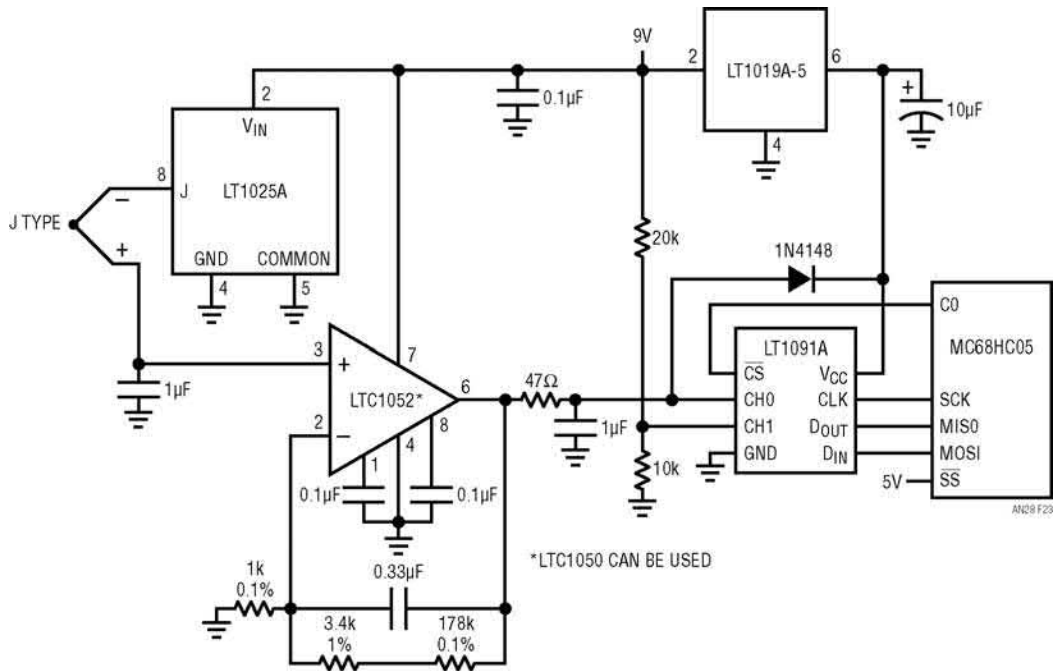 9V
2
LT1019A-5
6
4
+
10µF
0.1µF
2
VIN
8
J
LT1025A
GND
COMMON
4
5
J TYPE
−
+
20k
1N4148
C0
MC68HC05
LT1091A
CS
VCC
CH0
CLK
SCK
CH1
DOUT
MIS0
GND
DIN
MOSI
5V
SS
AN28 F23
1µF
3
+
7
LTC1052*
6
47Ω
2
−
8
4
1
1µF
10k
0.1µF
0.1µF
*LTC1050 CAN BE USED
1k
0.1%
0.33µF
3.4k
1%
178k
0.1%